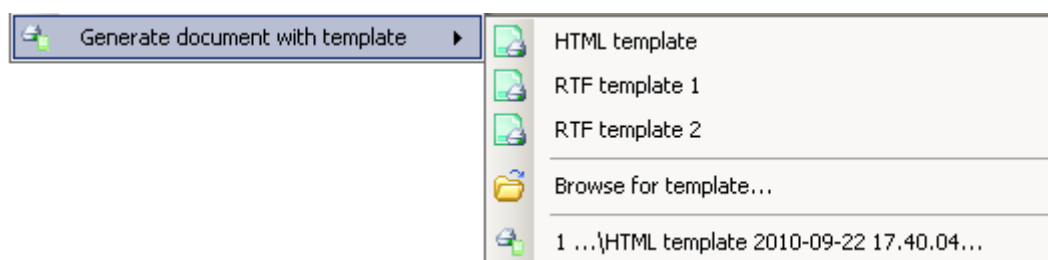 Generate document with template
HTML template
RTF template 1
RTF template 2
Browse for template...
1 ...\HTML template 2010-09-22 17.40.04...